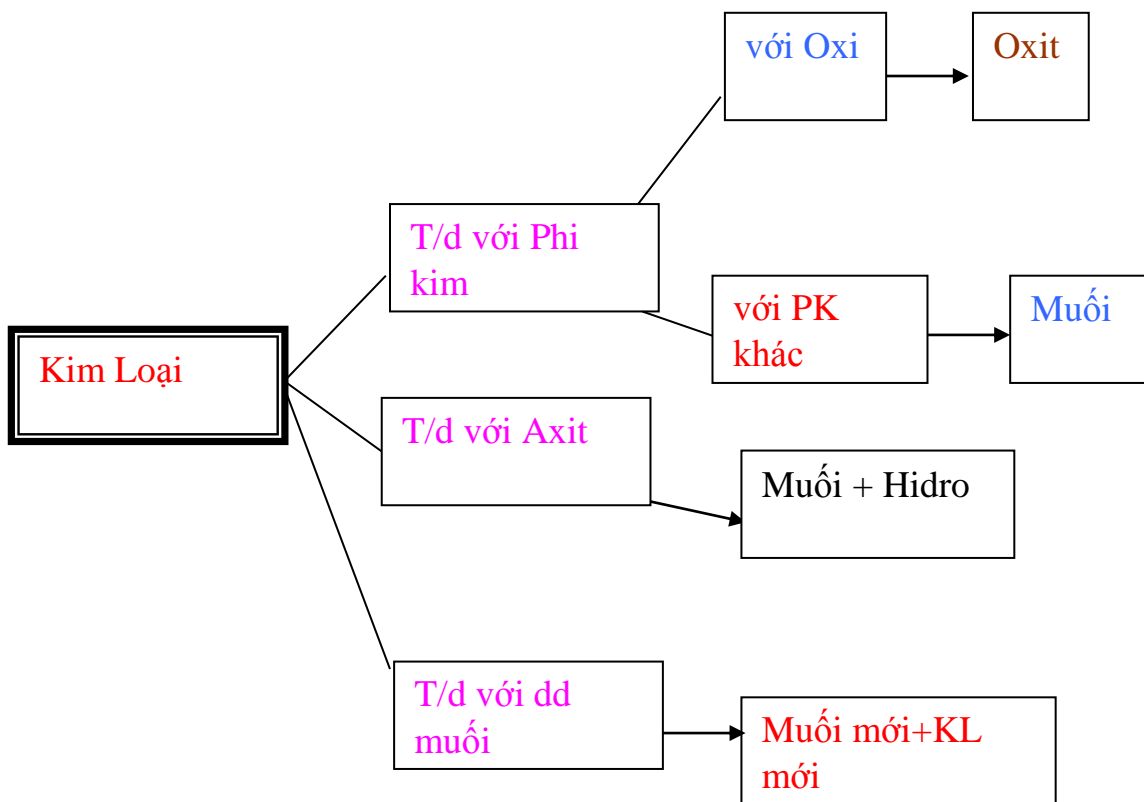 với Oxi
Oxit
T/d với Phi
kim
với PK
khác
Muối
Kim Loại
T/d với Axit
Muối + Hidro
T/d với dd
muối
Muối mới+KL
mới